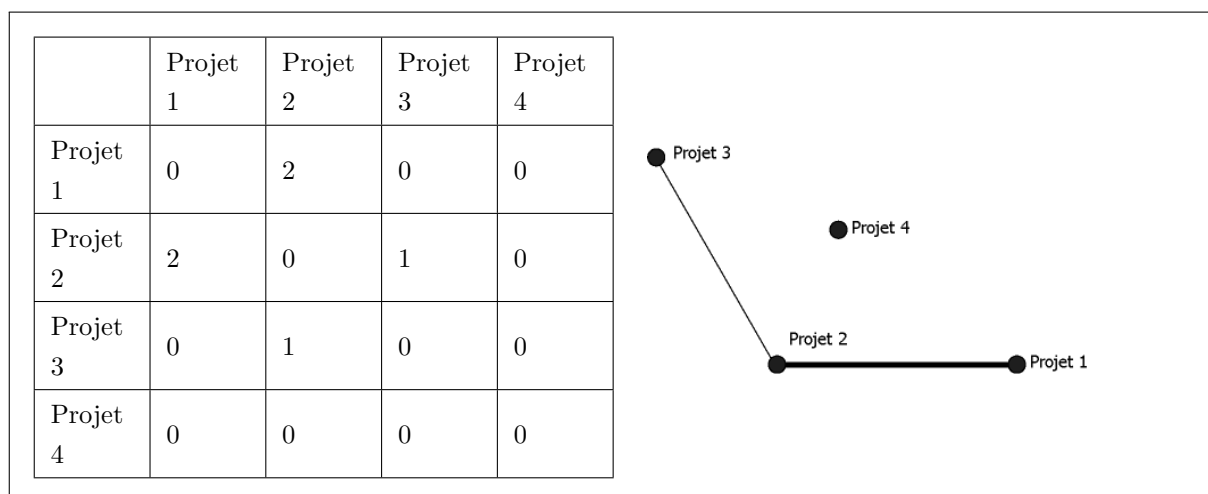 Projet Projet Projet Projet
1 2 3 4
Projet
1 0 2 0 0
Projet
2 2 0 1 0
Projet
3 0 1 0 0
Projet
4 0 0 0 0
Projet 3
Projet 4
Projet 2
Projet 1